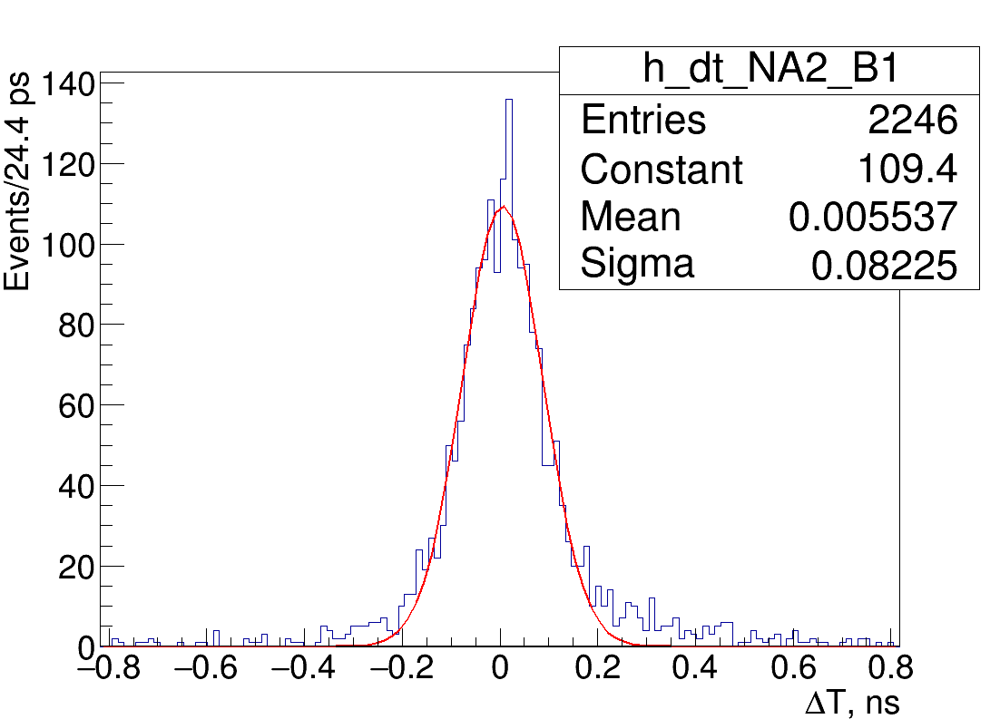 h_dt_NA2_B1
Entries 2246
Constant 109.4
Mean 0.005537
Sigma 0.08225
Events/24.4 ps
140
120
100
80
60
40
20
0
−0.8 −0.6 −0.4 −0.2 0 0.2 0.4 0.6 0.8
ΔT, ns